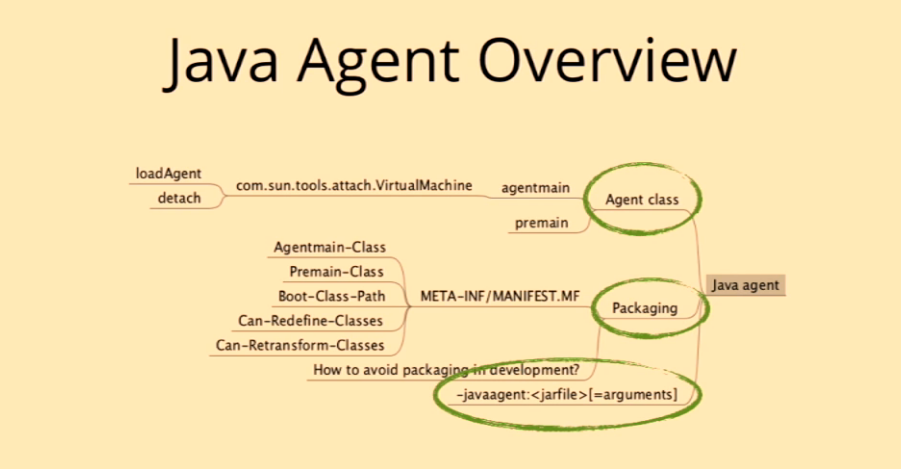 Java Agent Overview
loadAgent
detach
com.sun.tools.attach.VirtualMachine
agentmain
premain
Agent class
Agentmain-Class
Premain-Class
Boot-Class-Path
Can-Redefine-Classes
Can-Retransform-Classes
META-INF/MANIFEST.MF
Packaging
Java agent
How to avoid packaging in development?
-javaagent:<jarfile>[=arguments]